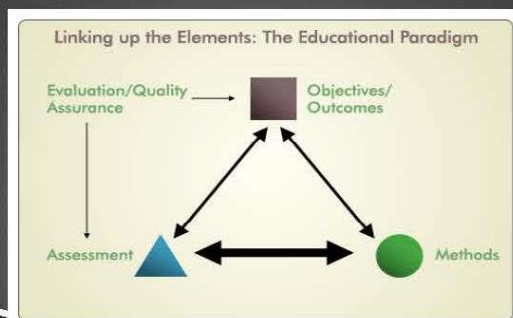 Linking up the Elements: The Educational Paradigm
Evaluation/Quality
Assurance
Objectives/
Outcomes
Assessment
Methods